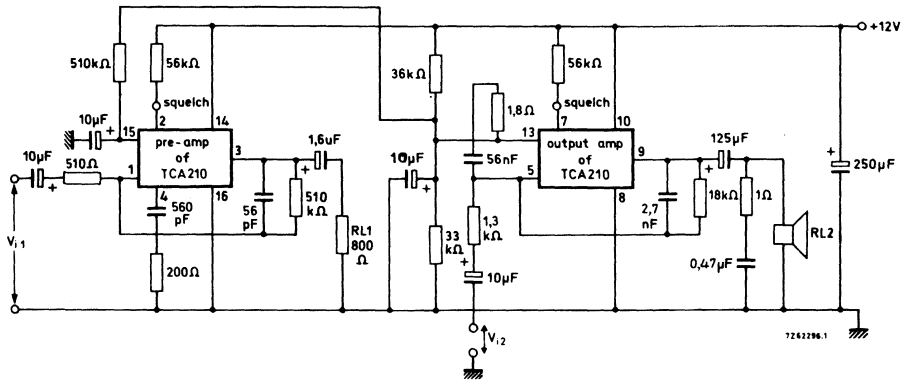 +12V
510kΩ
56kΩ
squelch
36kΩ
1,8Ω
56kΩ
squelch
10µF
+
15
2
14
pre-amp
of
TCA210
1,6uF
+
3
10µF
+
510Ω
1
4
16
560
pF
56
pF
510
kΩ
RL1
800
Ω
200Ω
Vi1
10µF
+
33
kΩ
56nF
13
7
10
output amp
of
TCA210
5
9
8
1,3
kΩ
+
10µF
Vi2
125µF
+
2,7
nF
18kΩ
1Ω
0,47µF
RL2
+
250µF
7Z62296.1